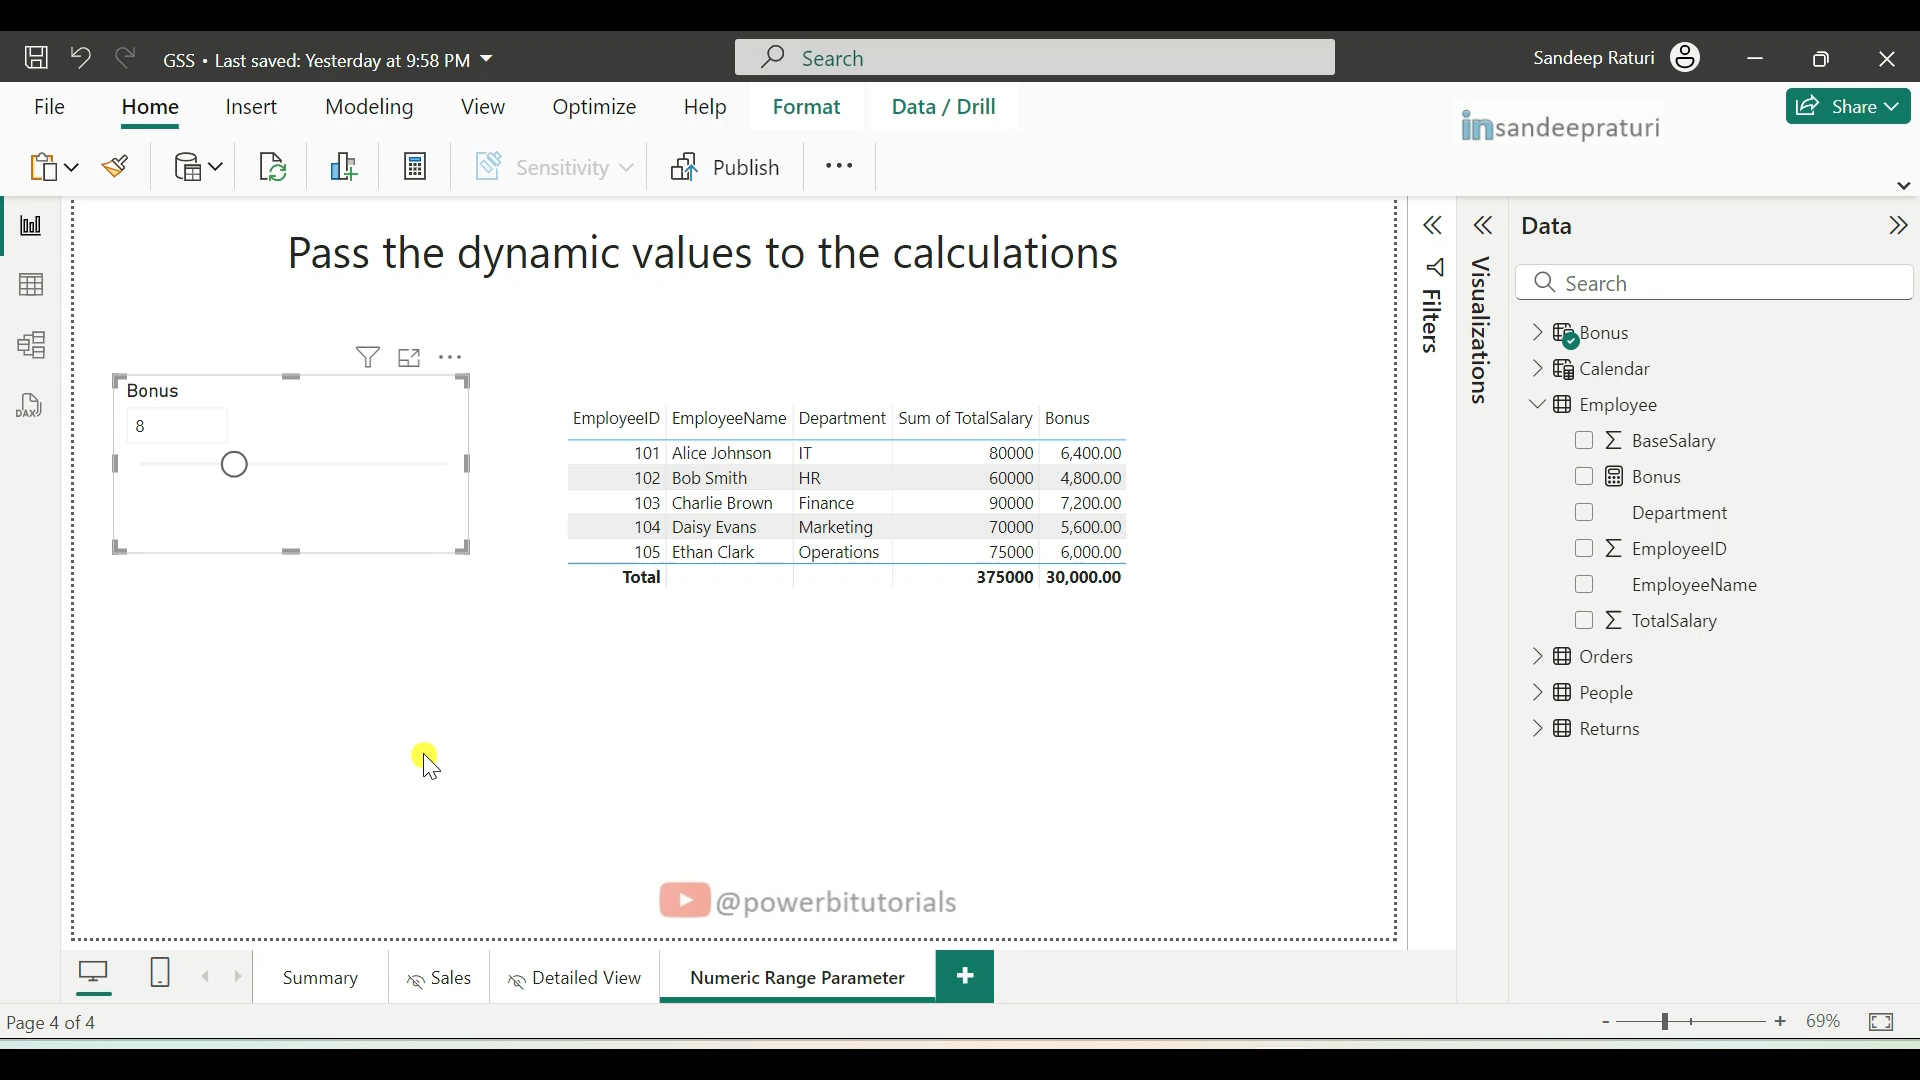 GSS • Last saved: Yesterday at 9:58 PM
Search
Sandeep Raturi
File Home Insert Modeling View Optimize Help Format Data / Drill
Share
insandeepraturi
Sensitivity
Publish
Pass the dynamic values to the calculations
Bonus
8
EmployeeID EmployeeName Department Sum of TotalSalary Bonus
101 Alice Johnson IT 80000 6,400.00
102 Bob Smith HR 60000 4,800.00
103 Charlie Brown Finance 90000 7,200.00
104 Daisy Evans Marketing 70000 5,600.00
105 Ethan Clark Operations 75000 6,000.00
Total 375000 30,000.00
@powerbitutorials
Filters
Visualizations
Data
Search
Bonus
Calendar
Employee
BaseSalary
Bonus
Department
EmployeeID
EmployeeName
TotalSalary
Orders
People
Returns
DAX
Summary Sales Detailed View Numeric Range Parameter +
Page 4 of 4
- + 69%